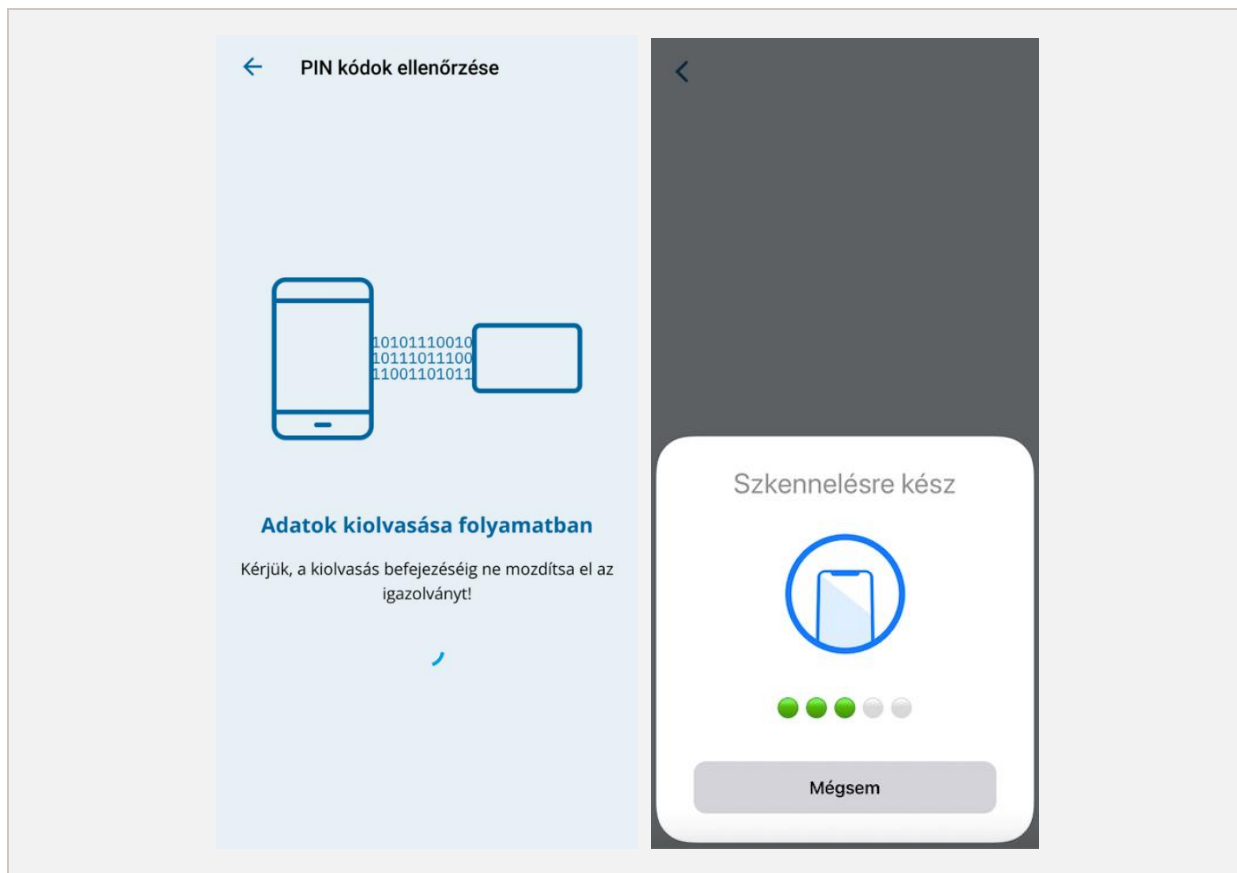 PIN kódok ellenőrzése
10101110010
10111011100
11001101011
Adatok kiolvasása folyamatban
Kérjük, a kiolvasás befejezéséig ne mozdítsa el az
igazolványt!
Szkennelésre kész
Mégsem